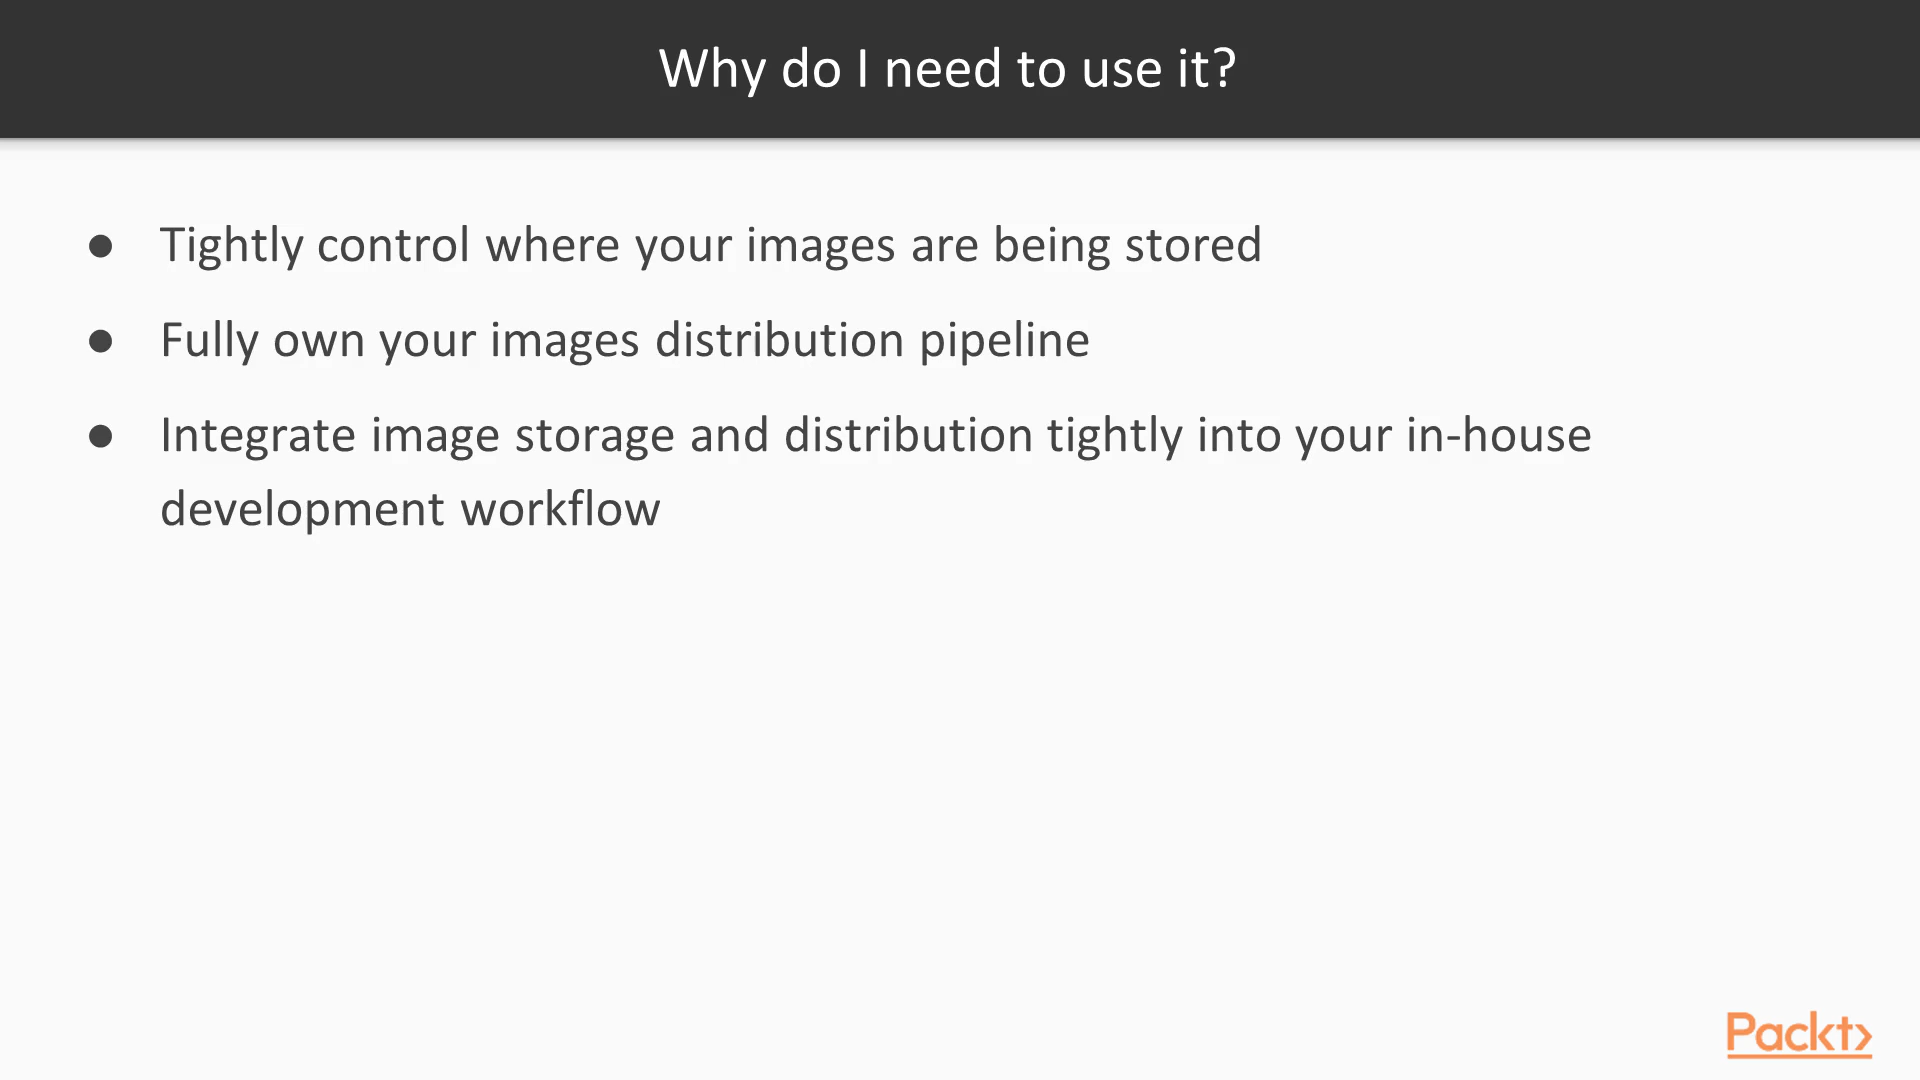 Why do I need to use it?
● Tightly control where your images are being stored
● Fully own your images distribution pipeline
● Integrate image storage and distribution tightly into your in-house
development workflow
Packt>